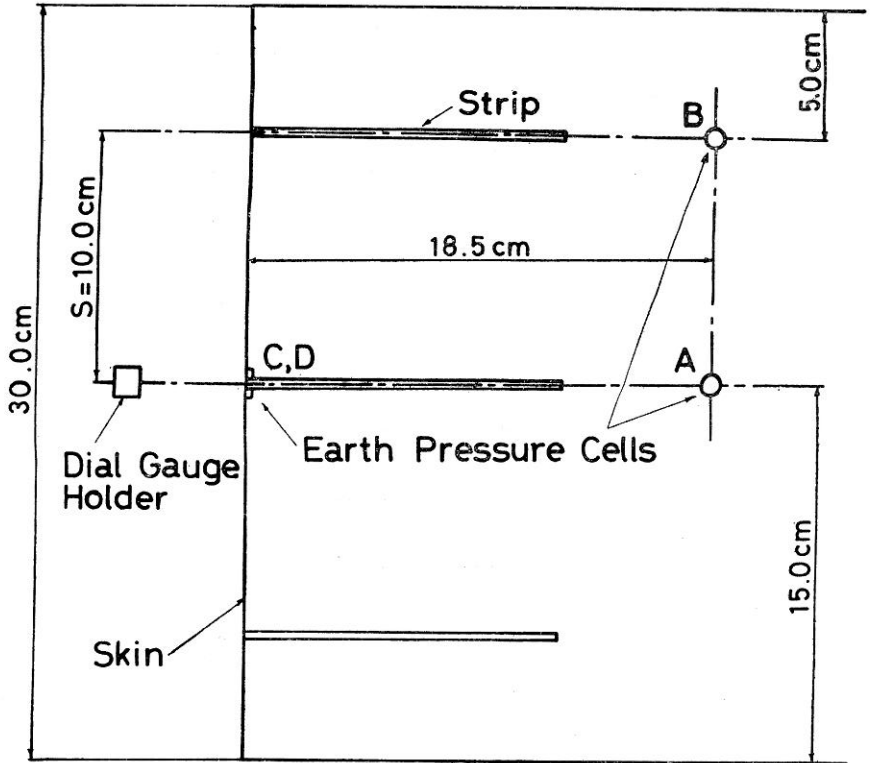 5.0cm
Strip
B
18.5cm
S=10.0cm
30.0cm
C,D
A
Earth Pressure Cells
Dial Gauge
Holder
15.0cm
Skin